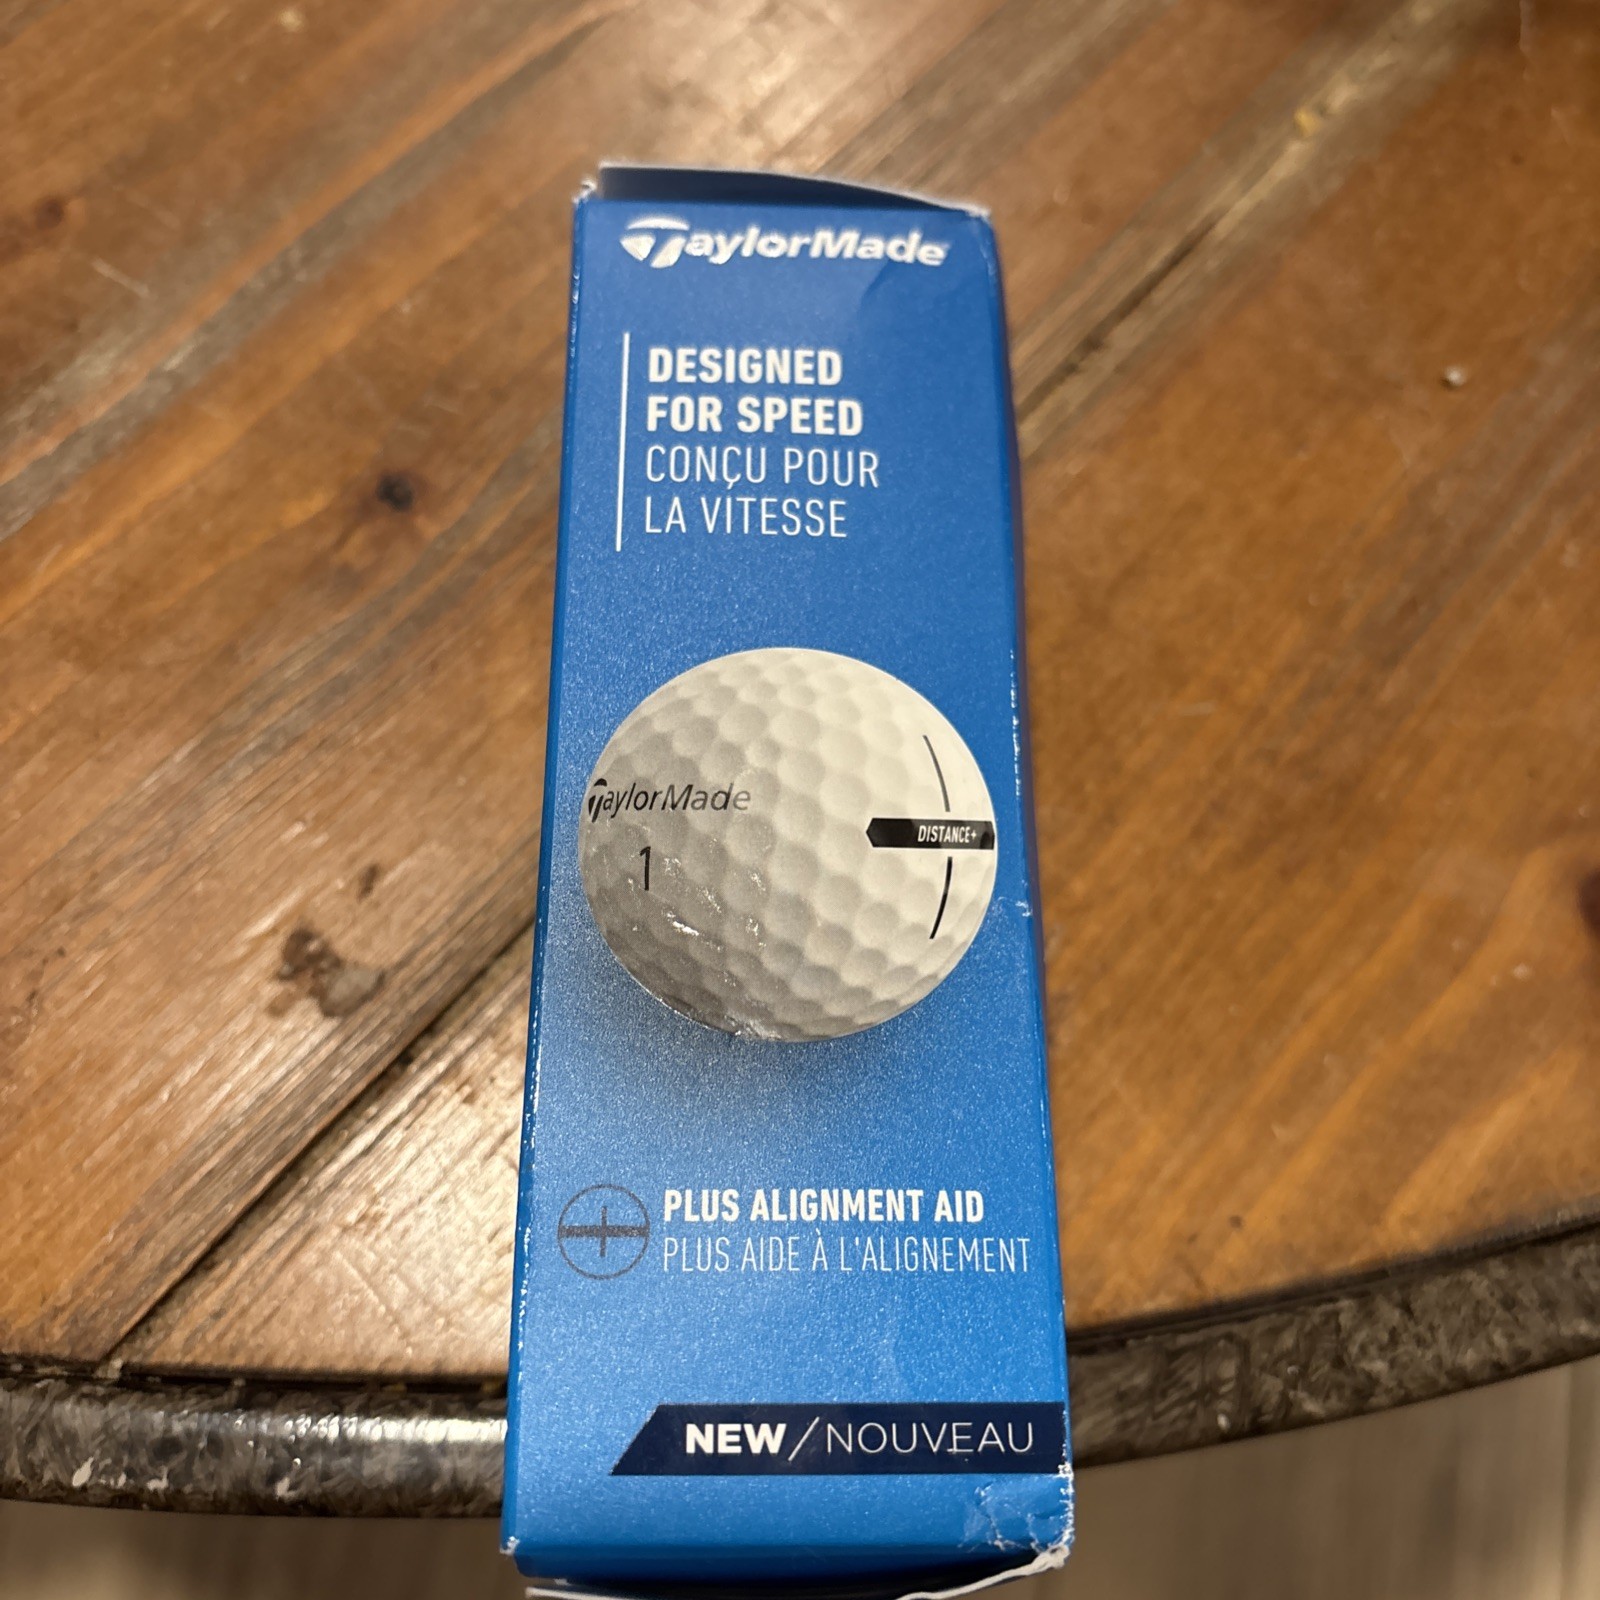 TaylorMade
DESIGNED
FOR SPEED
CONÇU POUR
LA VITESSE
TaylorMade
1
DISTANCE+
PLUS ALIGNMENT AID
PLUS AIDE À L'ALIGNEMENT
NEW/NOUVEAU